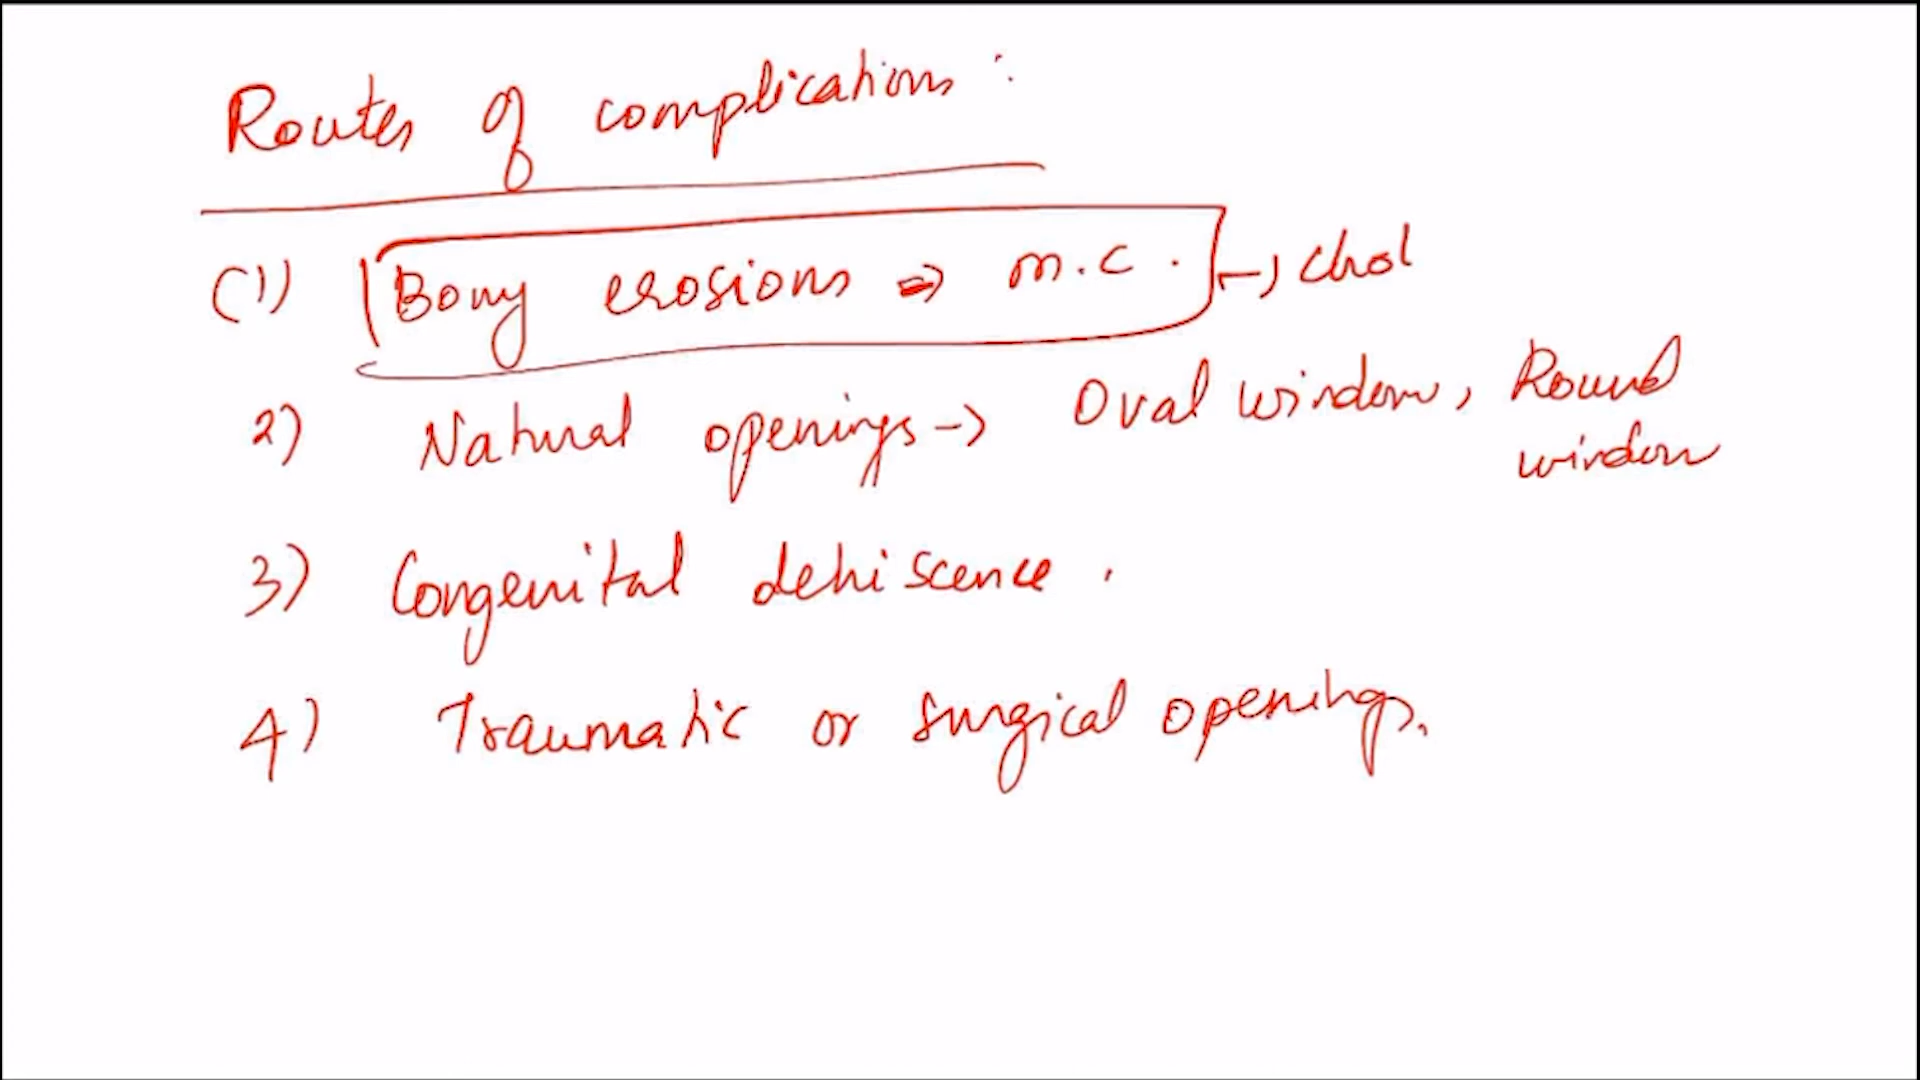 Routes of complications :
(1) Bony erosions ⇒ m.c. → chol
2) Natural openings → Oval window, Round window
3) Congenital dehiscence.
4) Traumatic or surgical openings.